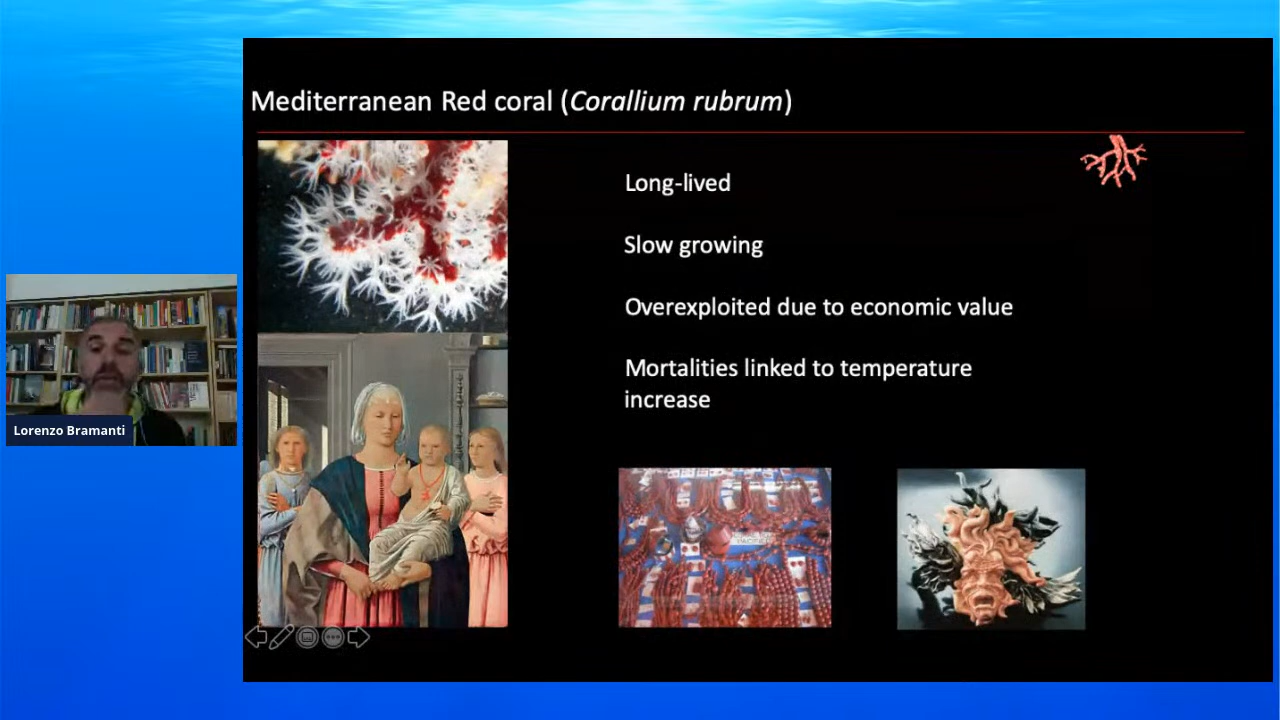 Mediterranean Red coral (Corallium rubrum)
Long-lived
Slow growing
Overexploited due to economic value
Mortalities linked to temperature
increase
Lorenzo Bramanti